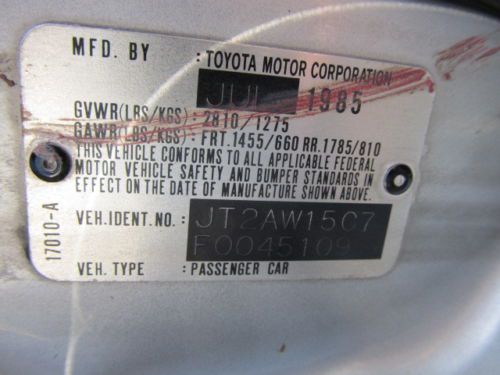 MFD. BY : TOYOTA MOTOR CORPORATION
JUL 1985
GVWR(LBS/KGS):2810/1275
GAWR(LBS/KGS):FRT.1455/660 RR.1785/810
THIS VEHICLE CONFORMS TO ALL APPLICABLE FEDERAL
MOTOR VEHICLE SAFETY AND BUMPER STANDARDS IN
EFFECT ON THE DATE OF MANUFACTURE SHOWN ABOVE.
VEH.IDENT.NO.: JT2AW15C7
F0045109
VEH. TYPE : PASSENGER CAR
17010-A